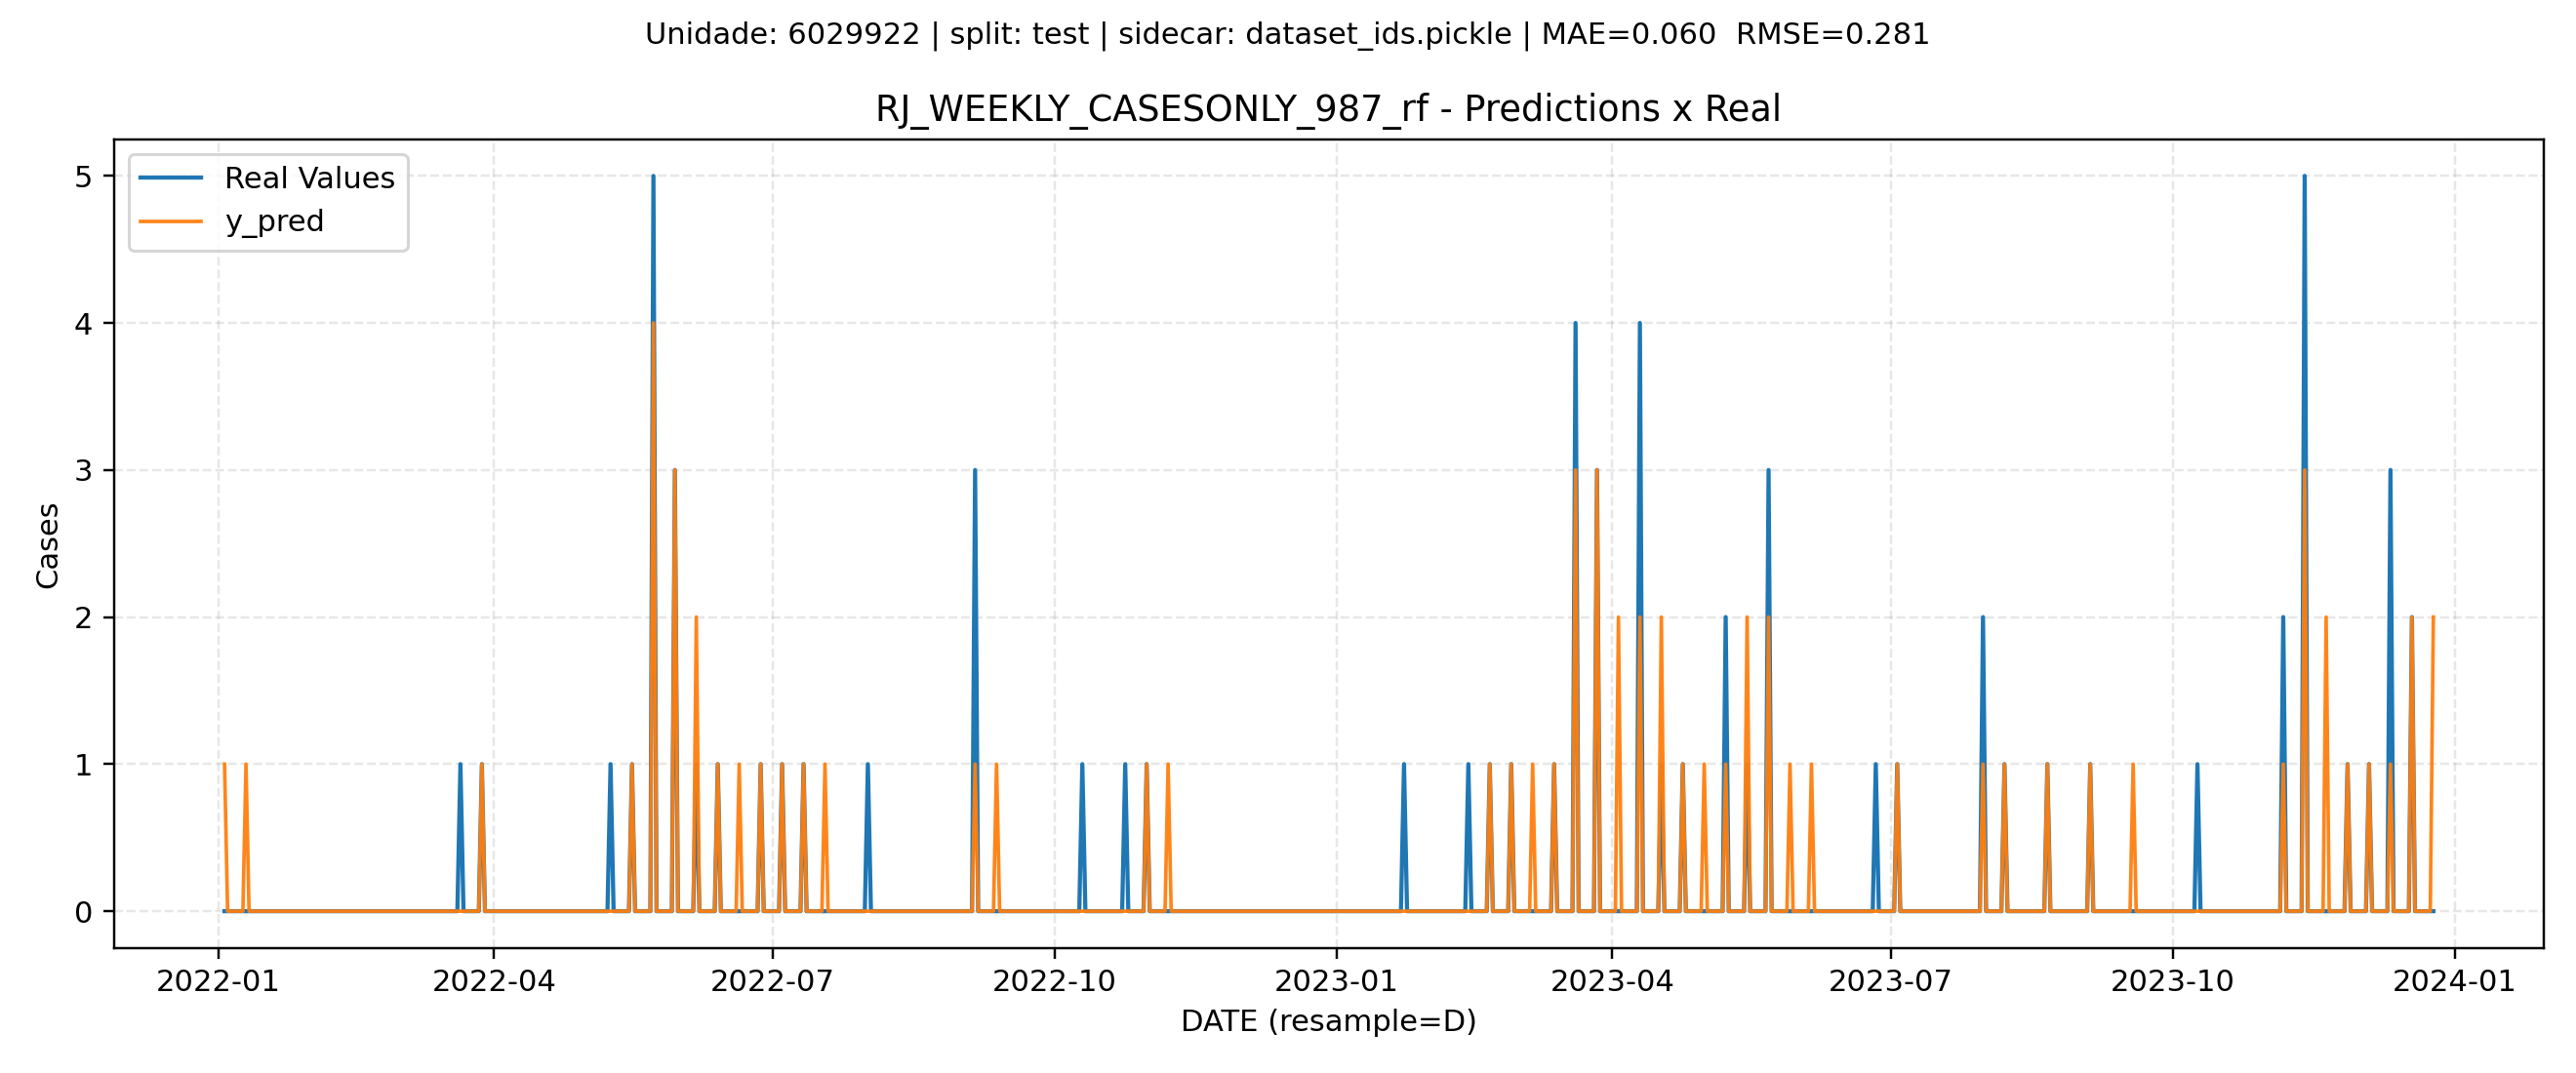 Unidade: 6029922 | split: test | sidecar: dataset_ids.pickle | MAE=0.060  RMSE=0.281
RJ_WEEKLY_CASESONLY_987_rf - Predictions x Real
Real Values
y_pred
5
4
3
2
1
0
Cases
2022-01 2022-04 2022-07 2022-10 2023-01 2023-04 2023-07 2023-10 2024-01
DATE (resample=D)